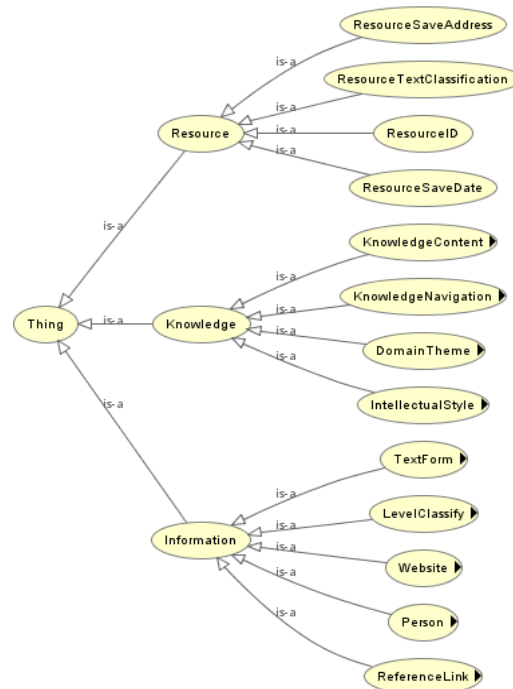 ResourceSaveAddress
is-a
ResourceTextClassification
is-a
Resource
is-a
ResourceID
is-a
ResourceSaveDate
is-a
KnowledgeContent
is-a
KnowledgeNavigation
is-a
Thing
is-a
Knowledge
is-a
DomainTheme
is-a
IntellectualStyle
is-a
TextForm
is-a
LevelClassify
is-a
Information
is-a
Website
is-a
Person
is-a
ReferenceLink